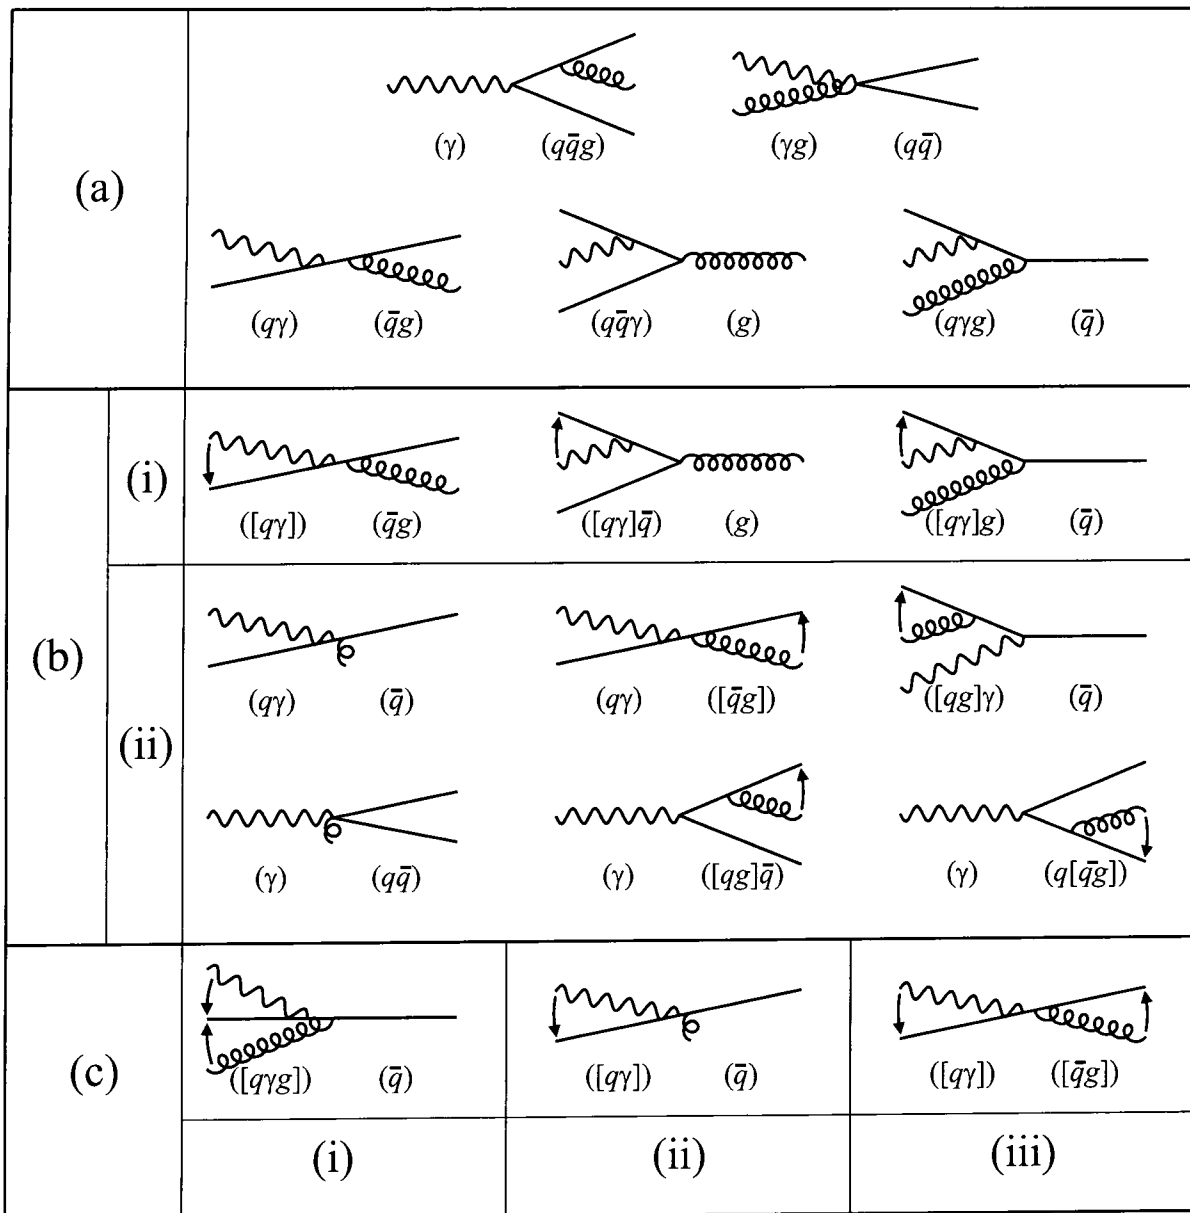 (γ) (qq̄g) (γg) (qq̄)
(a)
(qγ) (q̄g) (qq̄γ) (g) (qγg) (q̄)
(i)
([qγ]) (q̄g) ([qγ]q̄) (g) ([qγ]g) (q̄)
(b)
(ii)
(qγ) (q̄) (qγ) ([q̄g]) ([qg]γ) (q̄)
(γ) (qq̄) (γ) ([qg]q̄) (γ) (q[q̄g])
(c)
([qγg]) (q̄) ([qγ]) (q̄) ([qγ]) ([q̄g])
(i) (ii) (iii)